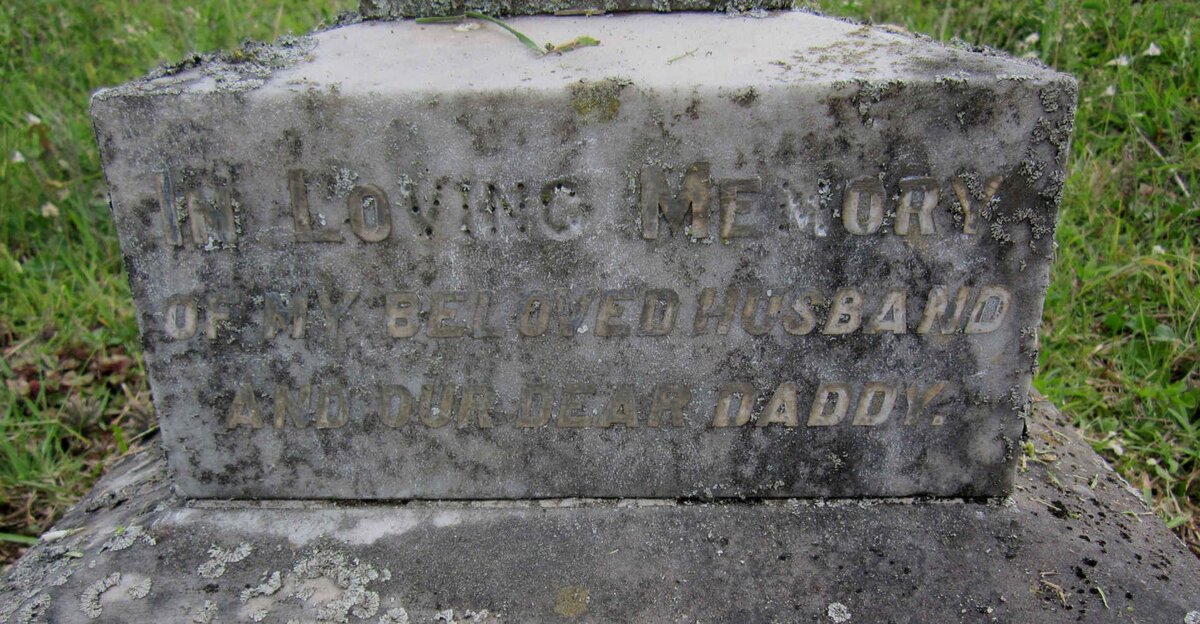 In Loving Memory
OF MY BELOVED HUSBAND
AND OUR DEAR DADDY.